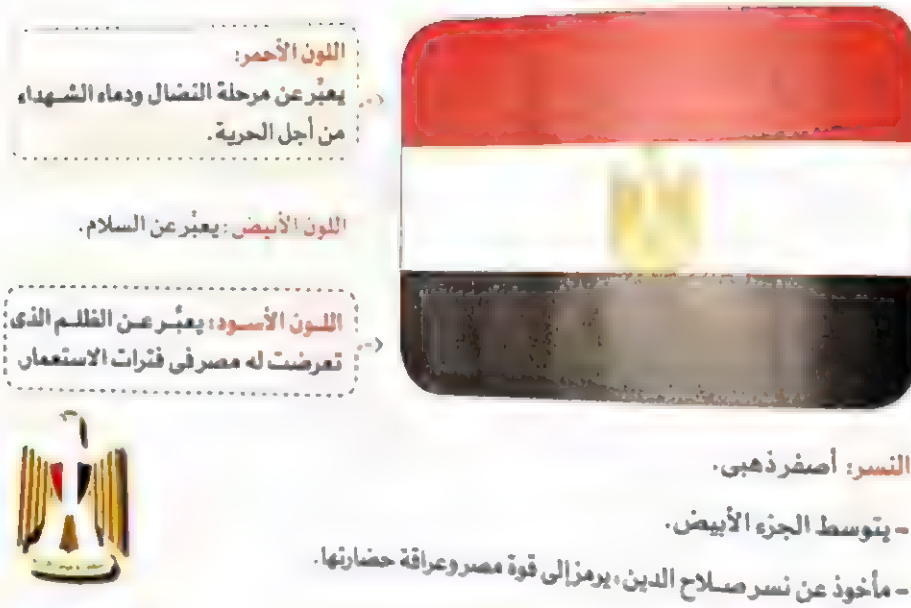 اللون الأحمر:
يعبِّر عن مرحلة النضال ودماء الشهداء
من أجل الحرية.
اللون الأبيض: يعبِّر عن السلام.
اللون الأسود: يعبِّر عن الظلم الذى
تعرضت له مصر فى فترات الاستعمار
النسر: أصفر ذهبى.
- يتوسط الجزء الأبيض.
- مأخوذ عن نسر صلاح الدين، يرمز إلى قوة مصر وعراقة حضارتها.